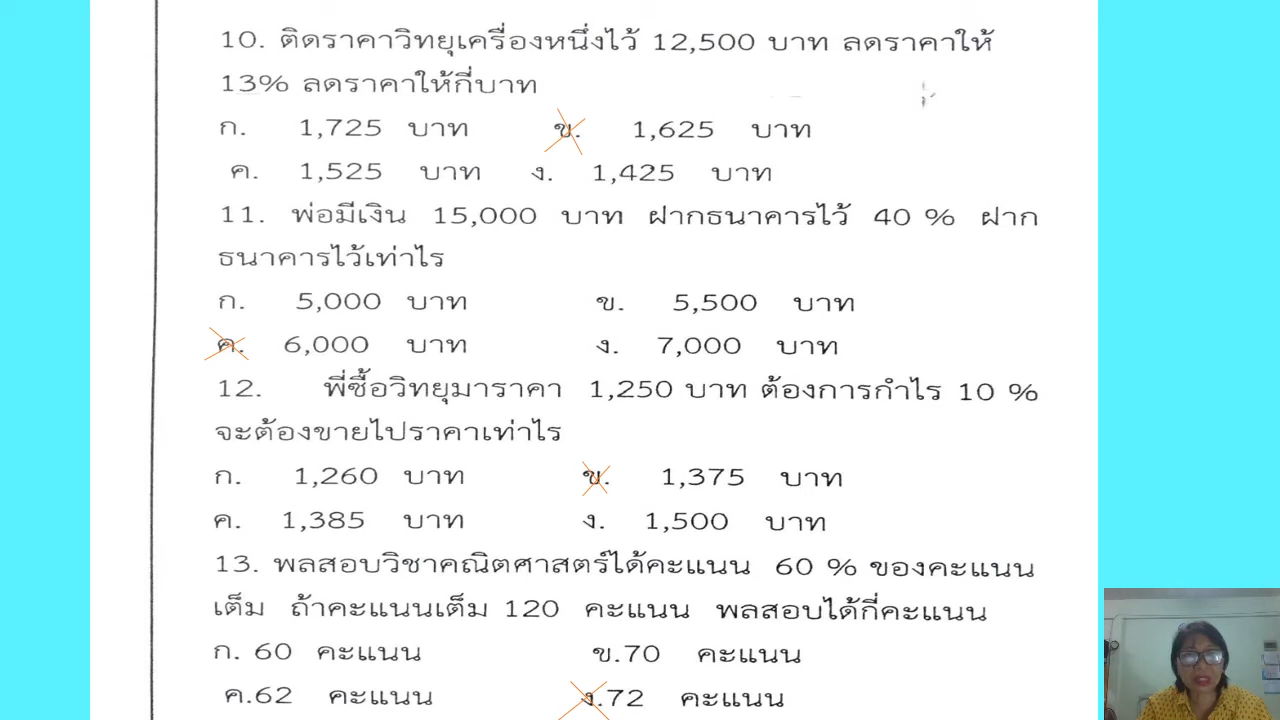 10. ติดราคาวิทยุเครื่องหนึ่งไว้ 12,500 บาท ลดราคาให้
13% ลดราคาให้กี่บาท
ก. 1,725 บาท ข. 1,625 บาท
ค. 1,525 บาท ง. 1,425 บาท
11. พ่อมีเงิน 15,000 บาท ฝากธนาคารไว้ 40 % ฝาก
ธนาคารไว้เท่าไร
ก. 5,000 บาท ข. 5,500 บาท
ค. 6,000 บาท ง. 7,000 บาท
12. พี่ซื้อวิทยุมาราคา 1,250 บาท ต้องการกำไร 10 %
จะต้องขายไปราคาเท่าไร
ก. 1,260 บาท ข. 1,375 บาท
ค. 1,385 บาท ง. 1,500 บาท
13. พลสอบวิชาคณิตศาสตร์ได้คะแนน 60 % ของคะแนน
เต็ม ถ้าคะแนนเต็ม 120 คะแนน พลสอบได้กี่คะแนน
ก. 60 คะแนน ข.70 คะแนน
ค.62 คะแนน ง.72 คะแนน